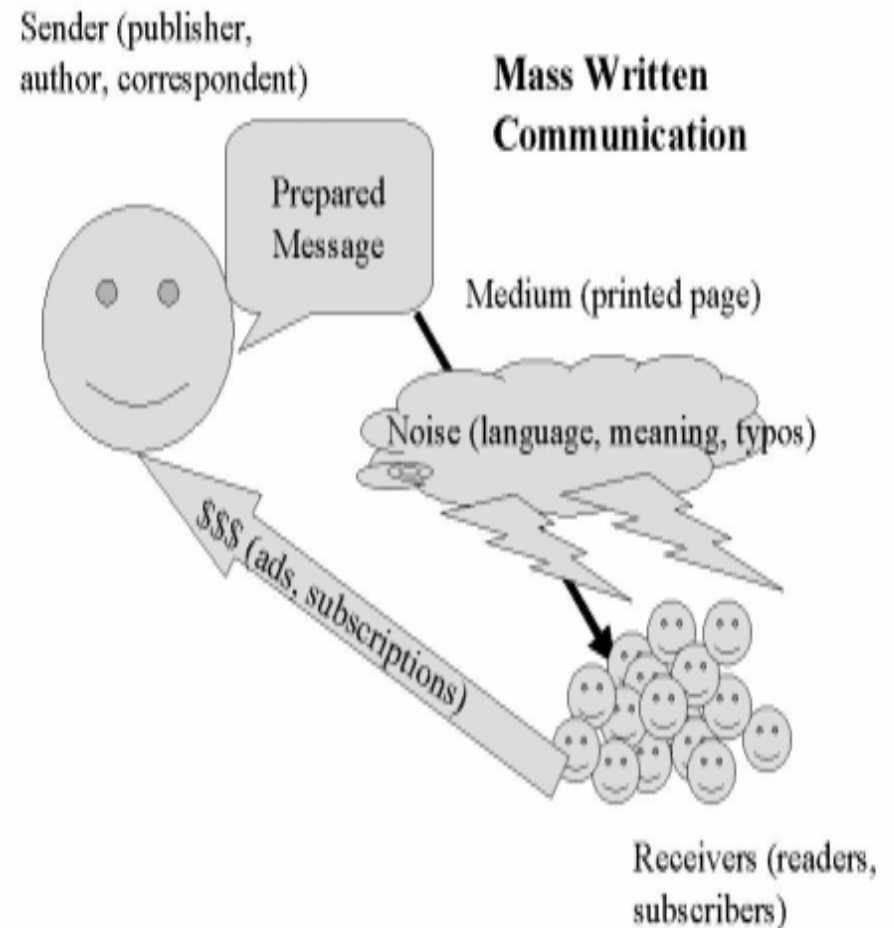 Sender (publisher,
author, correspondent)
Mass Written
Communication
Prepared
Message
Medium (printed page)
Noise (language, meaning, typos)
$$$ (ads, subscriptions)
Receivers (readers,
subscribers)